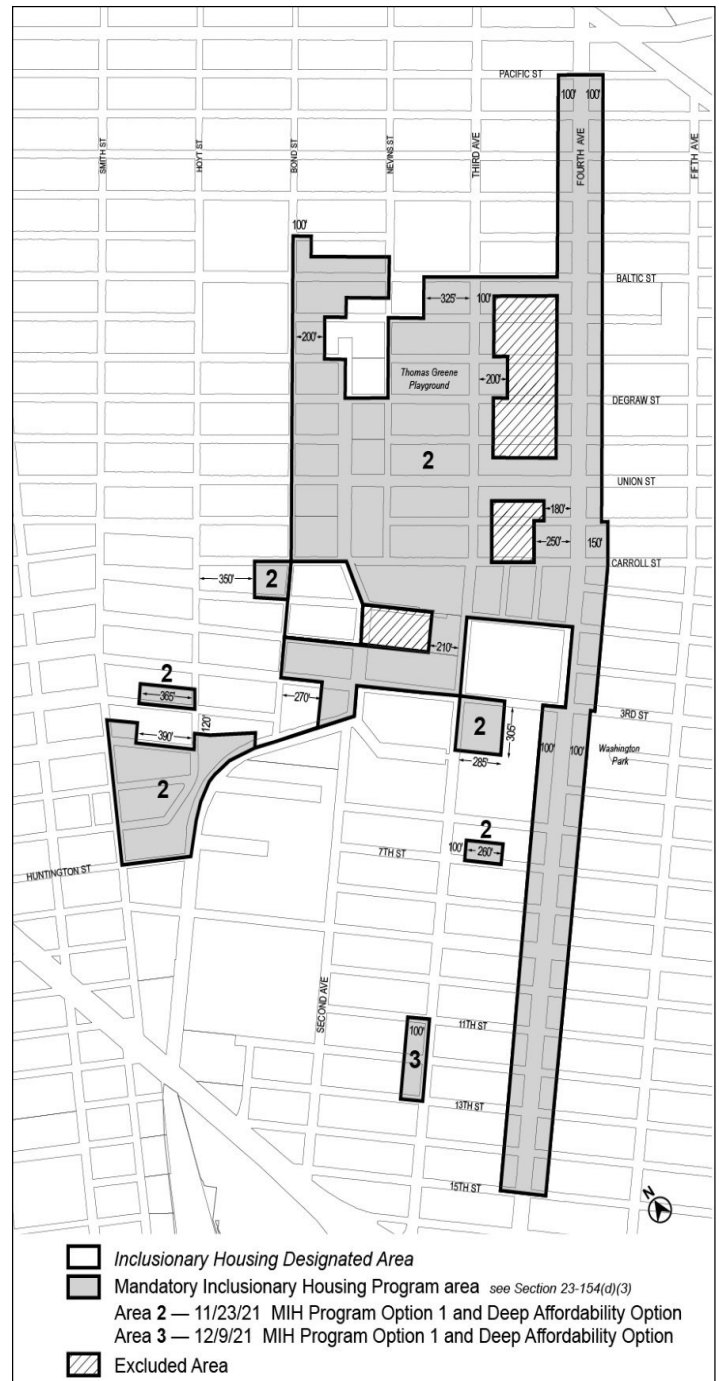 PACIFIC ST
100' 100'
SMITH ST
HOYT ST
BOND ST
NEVINS ST
THIRD AVE
FOURTH AVE
FIFTH AVE
100'
BALTIC ST
325' 100'
200'
Thomas Greene
Playground
200'
DEGRAW ST
2
UNION ST
180'
250' 150'
CARROLL ST
350' 2
210'
2
365'
270'
3RD ST
120'
390'
2
305'
100' 100'
Washington
Park
285'
2
2
100' 260'
7TH ST
HUNTINGTON ST
SECOND AVE
100'
11TH ST
3
13TH ST
15TH ST
N
Inclusionary Housing Designated Area
Mandatory Inclusionary Housing Program area see Section 23-154(d)(3)
Area 2 — 11/23/21 MIH Program Option 1 and Deep Affordability Option
Area 3 — 12/9/21 MIH Program Option 1 and Deep Affordability Option
Excluded Area